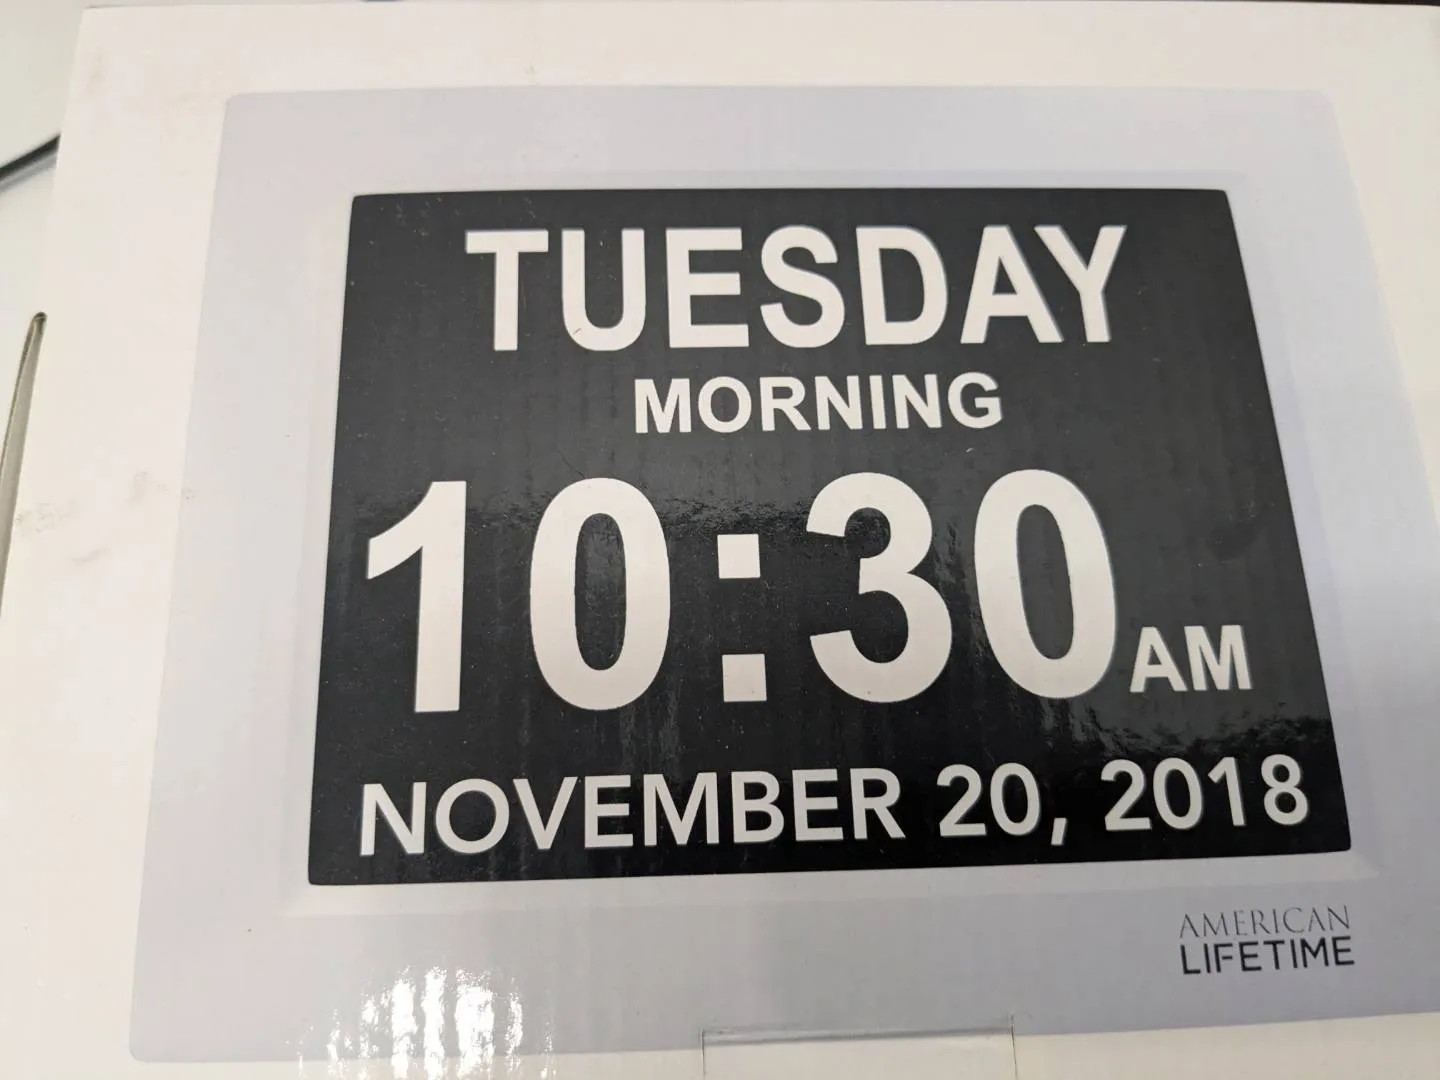 TUESDAY
MORNING
10:30 AM
NOVEMBER 20, 2018
AMERICAN
LIFETIME